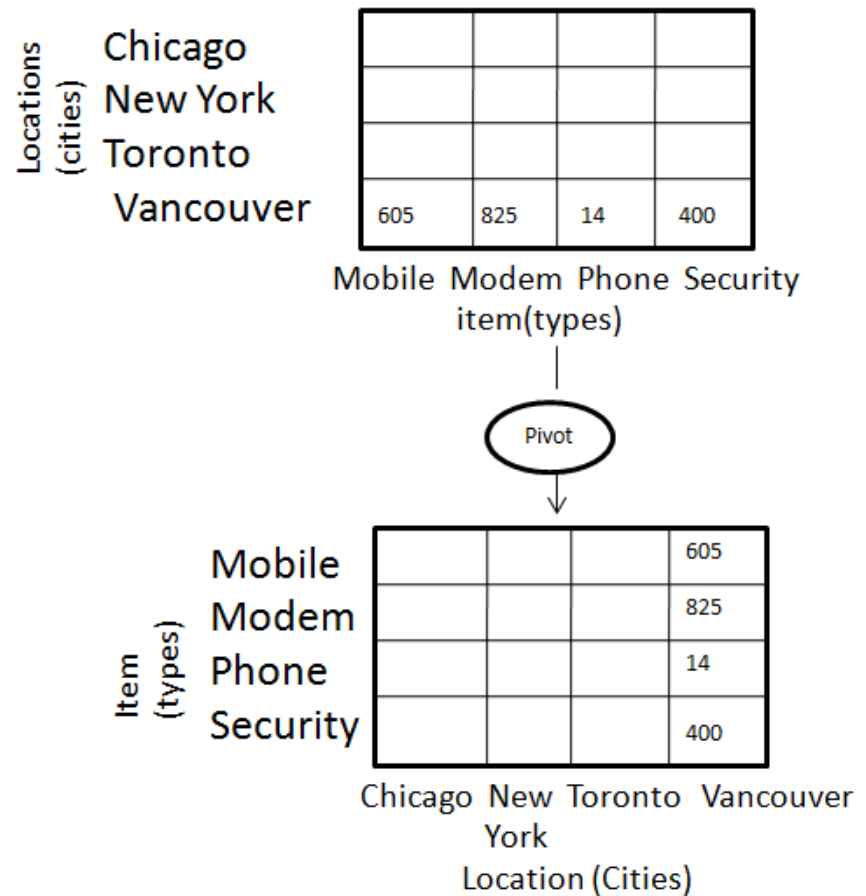 Locations
(cities)
Chicago
New York
Toronto
Vancouver
605 825 14 400
Mobile Modem Phone Security
item(types)
Pivot
Item
(types)
Mobile
Modem
Phone
Security
605
825
14
400
Chicago New Toronto Vancouver
York
Location (Cities)